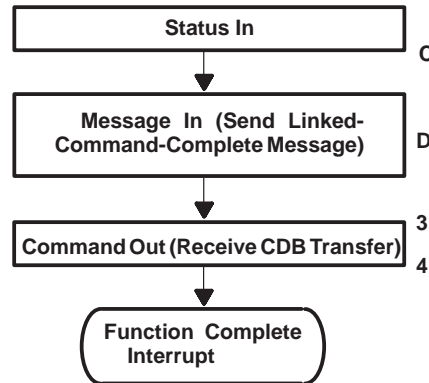 Status In
C
Message In (Send Linked-
Command-Complete Message)
D
3
Command Out (Receive CDB Transfer)
4
Function Complete
Interrupt